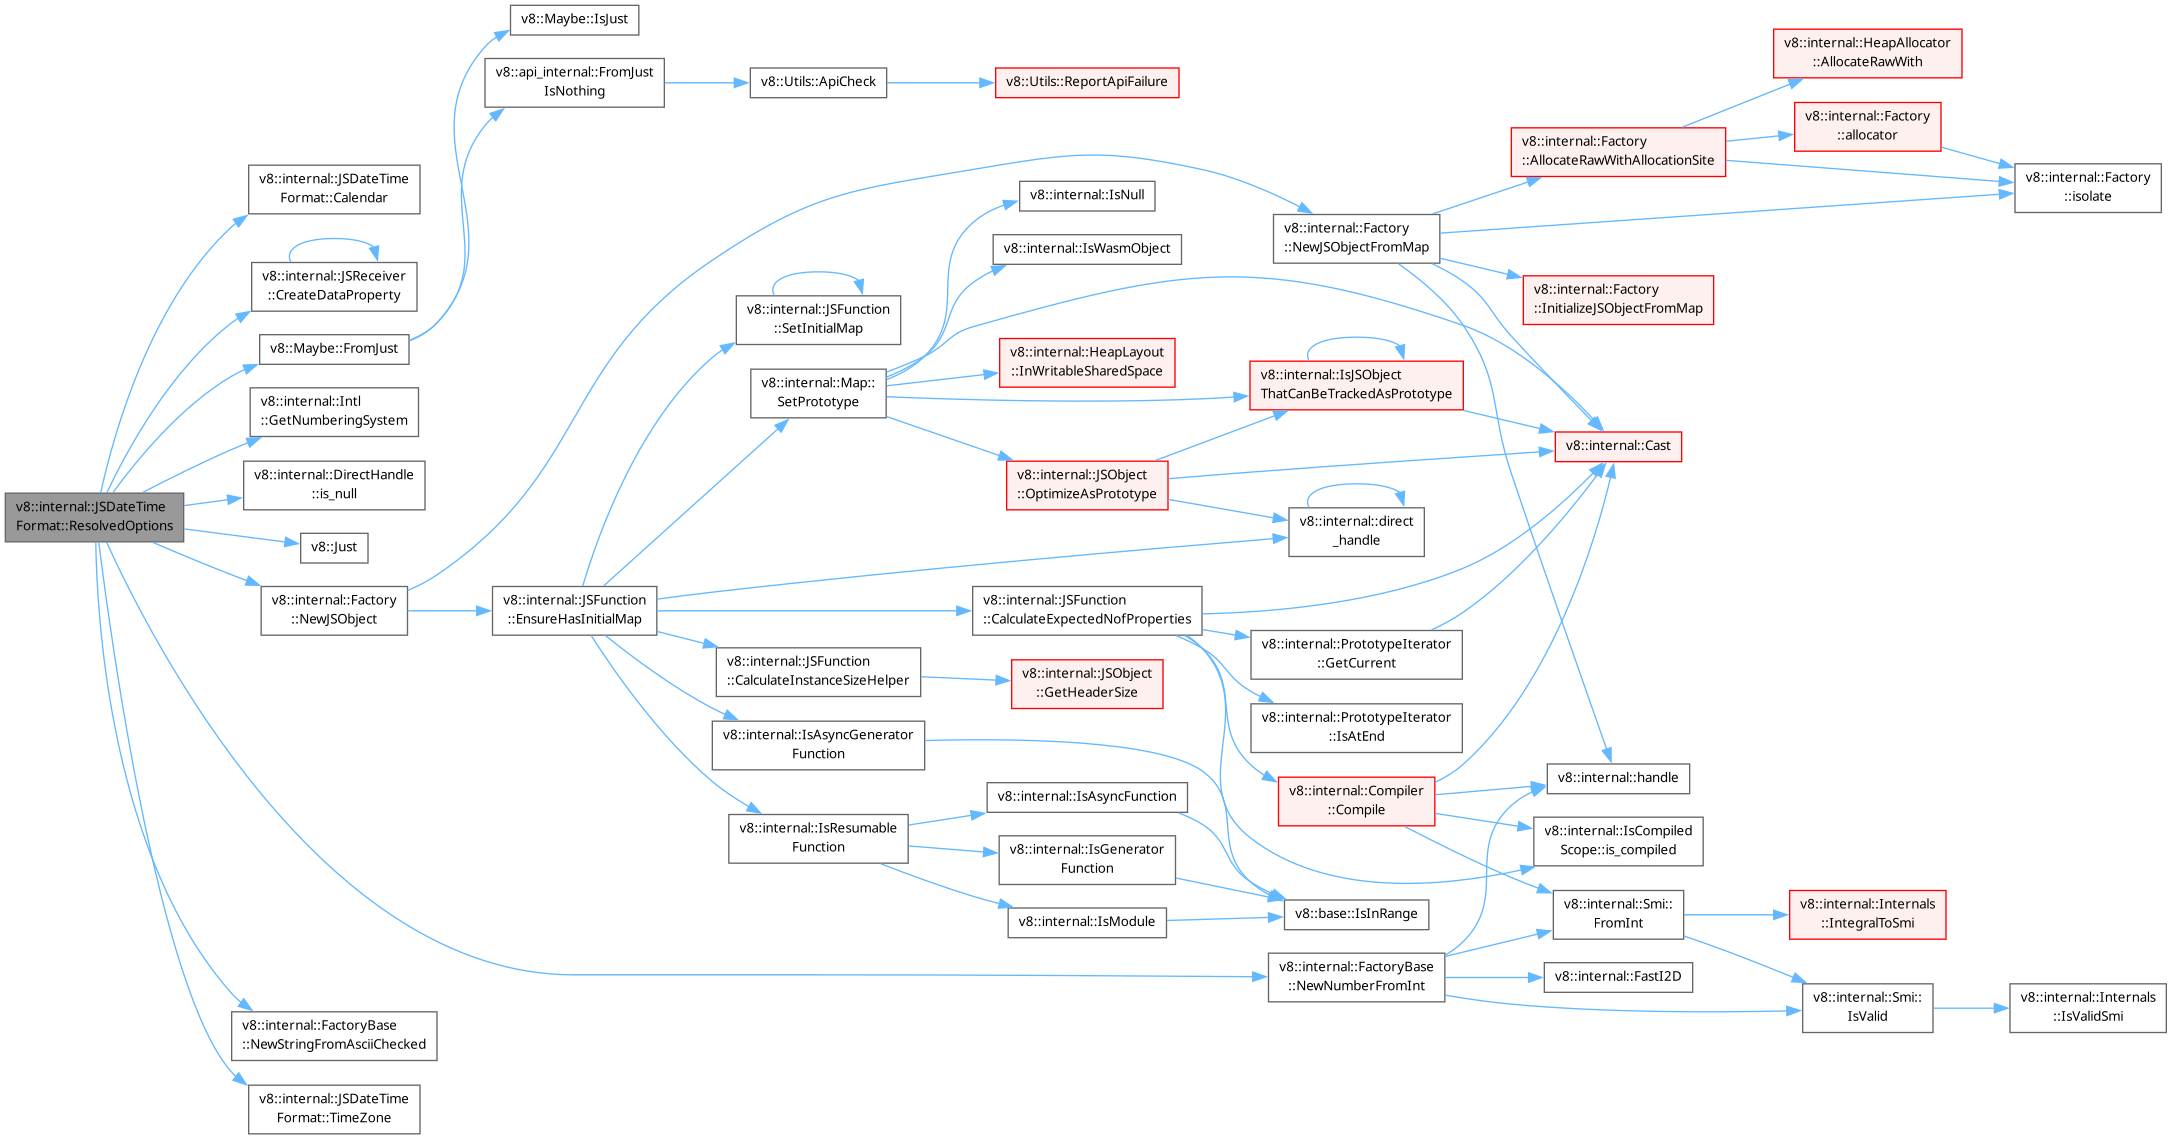 v8::internal::JSDateTime
Format::ResolvedOptions
v8::internal::JSDateTime
Format::Calendar
v8::internal::JSReceiver
::CreateDataProperty
v8::Maybe::FromJust
v8::internal::Intl
::GetNumberingSystem
v8::internal::DirectHandle
::is_null
v8::Just
v8::internal::Factory
::NewJSObject
v8::internal::FactoryBase
::NewStringFromAsciiChecked
v8::internal::JSDateTime
Format::TimeZone
v8::Maybe::IsJust
v8::api_internal::FromJust
IsNothing
v8::internal::JSFunction
::EnsureHasInitialMap
v8::Utils::ApiCheck
v8::internal::JSFunction
::SetInitialMap
v8::internal::Map::
SetPrototype
v8::internal::JSFunction
::CalculateInstanceSizeHelper
v8::internal::IsAsyncGenerator
Function
v8::internal::IsResumable
Function
v8::Utils::ReportApiFailure
v8::internal::IsNull
v8::internal::IsWasmObject
v8::internal::HeapLayout
::InWritableSharedSpace
v8::internal::JSObject
::OptimizeAsPrototype
v8::internal::JSFunction
::CalculateExpectedNofProperties
v8::internal::JSObject
::GetHeaderSize
v8::internal::IsAsyncFunction
v8::internal::IsGenerator
Function
v8::internal::IsModule
v8::internal::Factory
::NewJSObjectFromMap
v8::internal::IsJSObject
ThatCanBeTrackedAsPrototype
v8::internal::direct
_handle
v8::internal::PrototypeIterator
::GetCurrent
v8::internal::PrototypeIterator
::IsAtEnd
v8::internal::Compiler
::Compile
v8::base::IsInRange
v8::internal::FactoryBase
::NewNumberFromInt
v8::internal::Factory
::AllocateRawWithAllocationSite
v8::internal::Factory
::InitializeJSObjectFromMap
v8::internal::Cast
v8::internal::handle
v8::internal::IsCompiled
Scope::is_compiled
v8::internal::Smi::
FromInt
v8::internal::FastI2D
v8::internal::HeapAllocator
::AllocateRawWith
v8::internal::Factory
::allocator
v8::internal::Internals
::IntegralToSmi
v8::internal::Smi::
IsValid
v8::internal::Factory
::isolate
v8::internal::Internals
::IsValidSmi